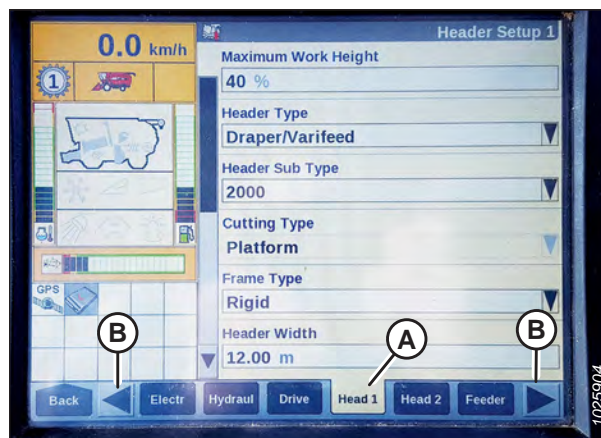 0.0 km/h
Header Setup 1
1
Maximum Work Height
40 %
Header Type
Draper/Varifeed
Header Sub Type
2000
Cutting Type
Platform
Frame Type
Rigid
GPS
Header Width
12.00 m
B
A
B
Back
Electr
Hydraul
Drive
Head 1
Head 2
Feeder
1025904